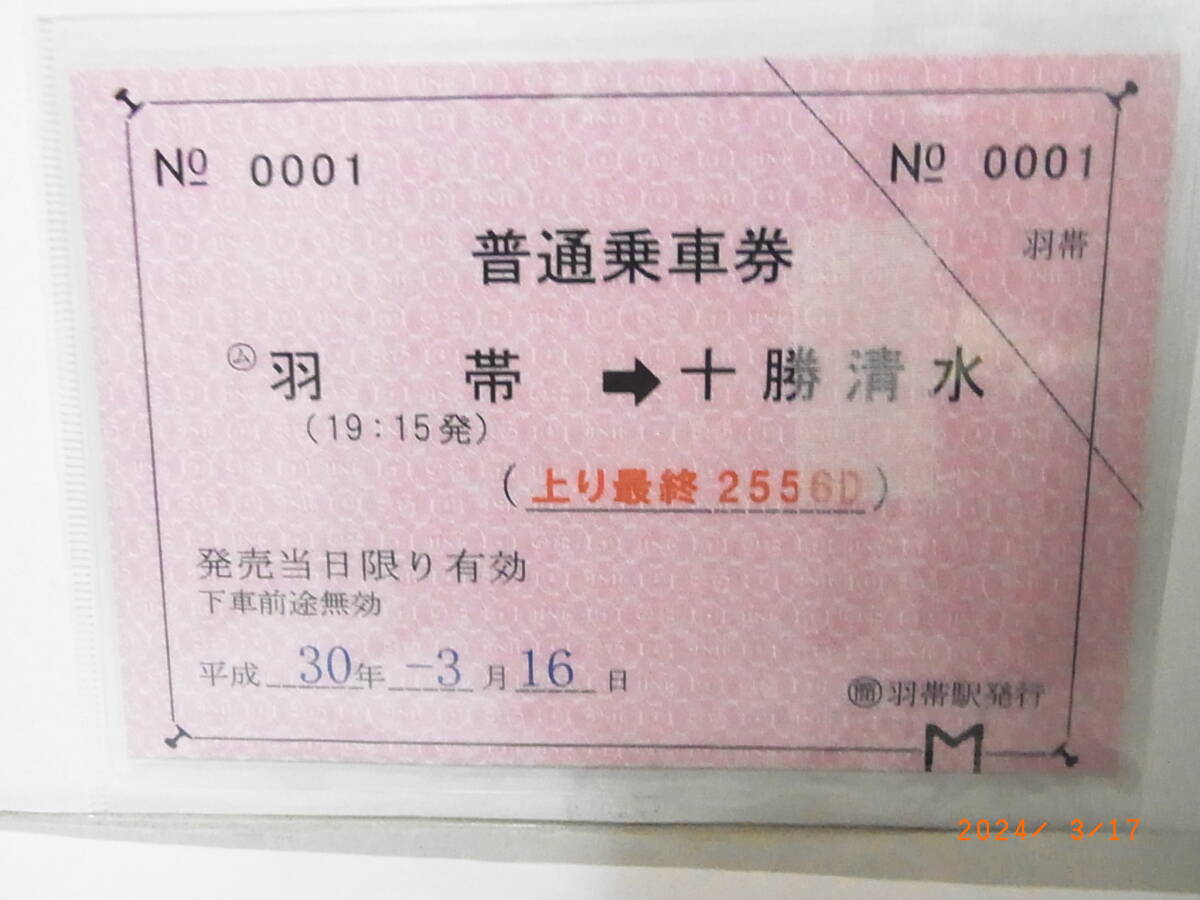 № 0001
№ 0001
羽帯
普通乗車券
㋰羽帯➡十勝清水
(19:15発)
(上り最終 2556D)
発売当日限り有効
下車前途無効
平成 30年 -3月16日
羽帯駅発行
2024/ 3/17